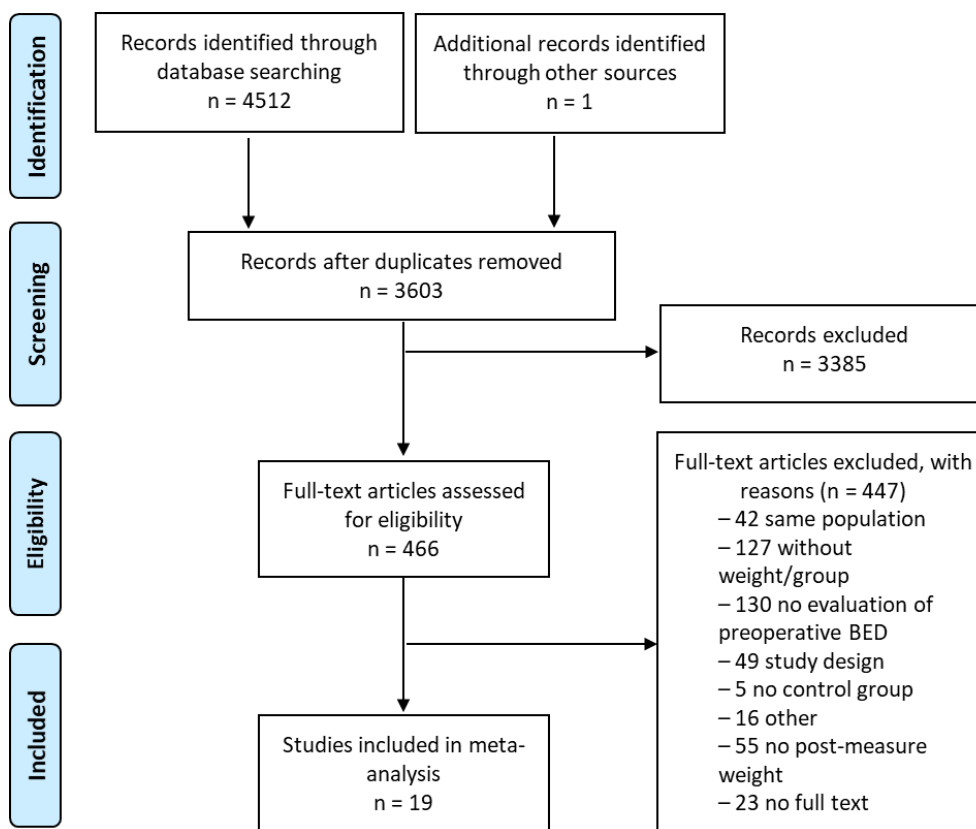 Identification
Records identified through
database searching
n = 4512
Additional records identified
through other sources
n = 1
Screening
Records after duplicates removed
n = 3603
Records excluded
n = 3385
Eligibility
Full-text articles assessed
for eligibility
n = 466
Full-text articles excluded, with
reasons (n = 447)
– 42 same population
– 127 without
weight/group
– 130 no evaluation of
preoperative BED
– 49 study design
– 5 no control group
– 16 other
– 55 no post-measure
weight
– 23 no full text
Included
Studies included in meta-
analysis
n = 19